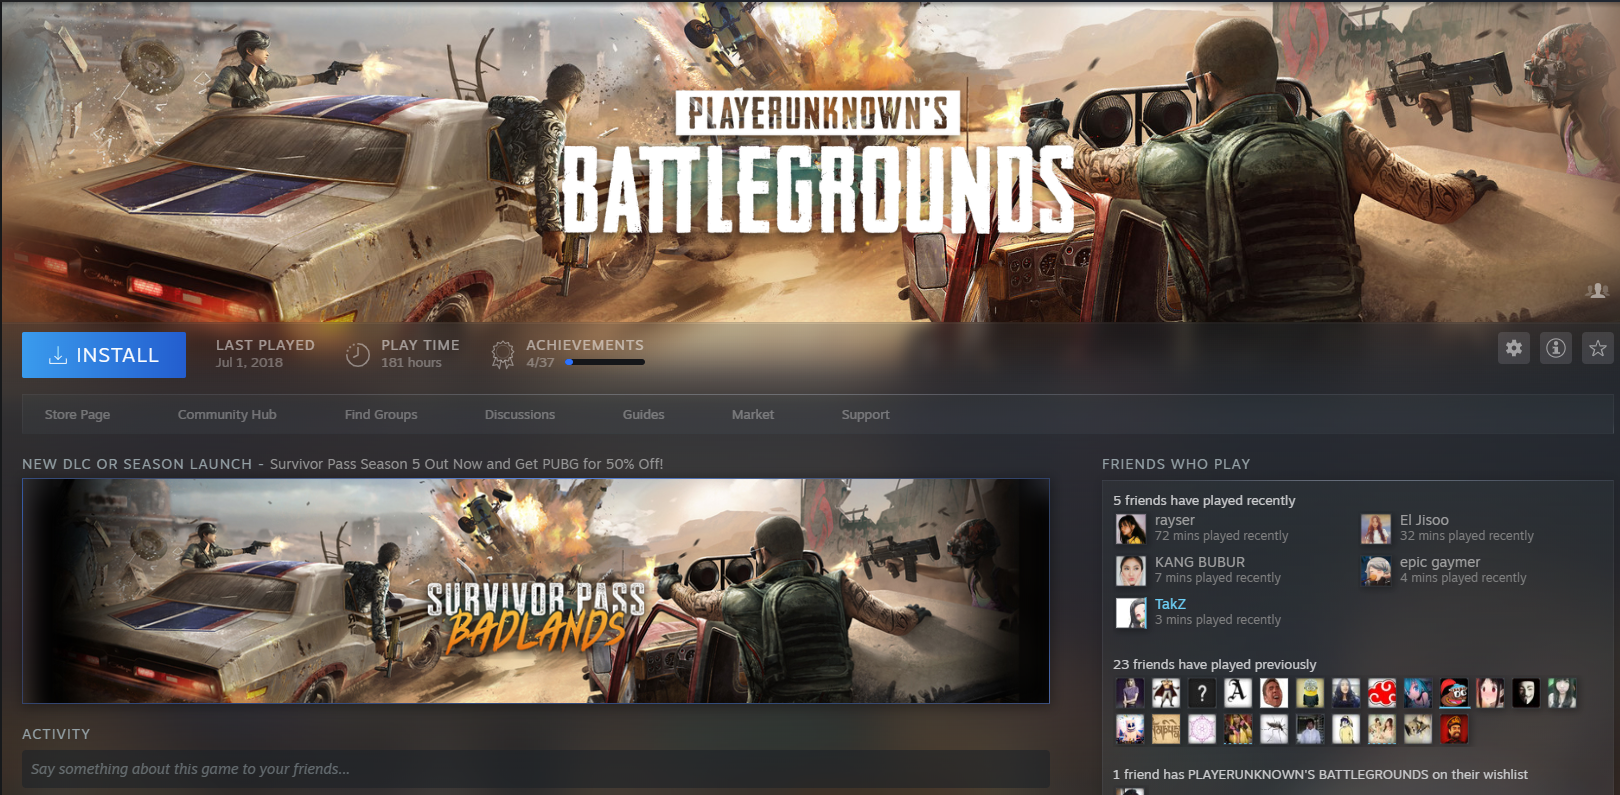 PLAYERUNKNOWN'S
BATTLEGROUNDS
INSTALL
LAST PLAYED
Jul 1, 2018
PLAY TIME
181 hours
ACHIEVEMENTS
4/37
Store Page
Community Hub
Find Groups
Discussions
Guides
Market
Support
NEW DLC OR SEASON LAUNCH - Survivor Pass Season 5 Out Now and Get PUBG for 50% Off!
SURVIVOR PASS
BADLANDS
ACTIVITY
Say something about this game to your friends...
FRIENDS WHO PLAY
5 friends have played recently
rayser
72 mins played recently
El Jisoo
32 mins played recently
KANG BUBUR
7 mins played recently
epic gaymer
4 mins played recently
TakZ
3 mins played recently
23 friends have played previously
?
A
1 friend has PLAYERUNKNOWN'S BATTLEGROUNDS on their wishlist